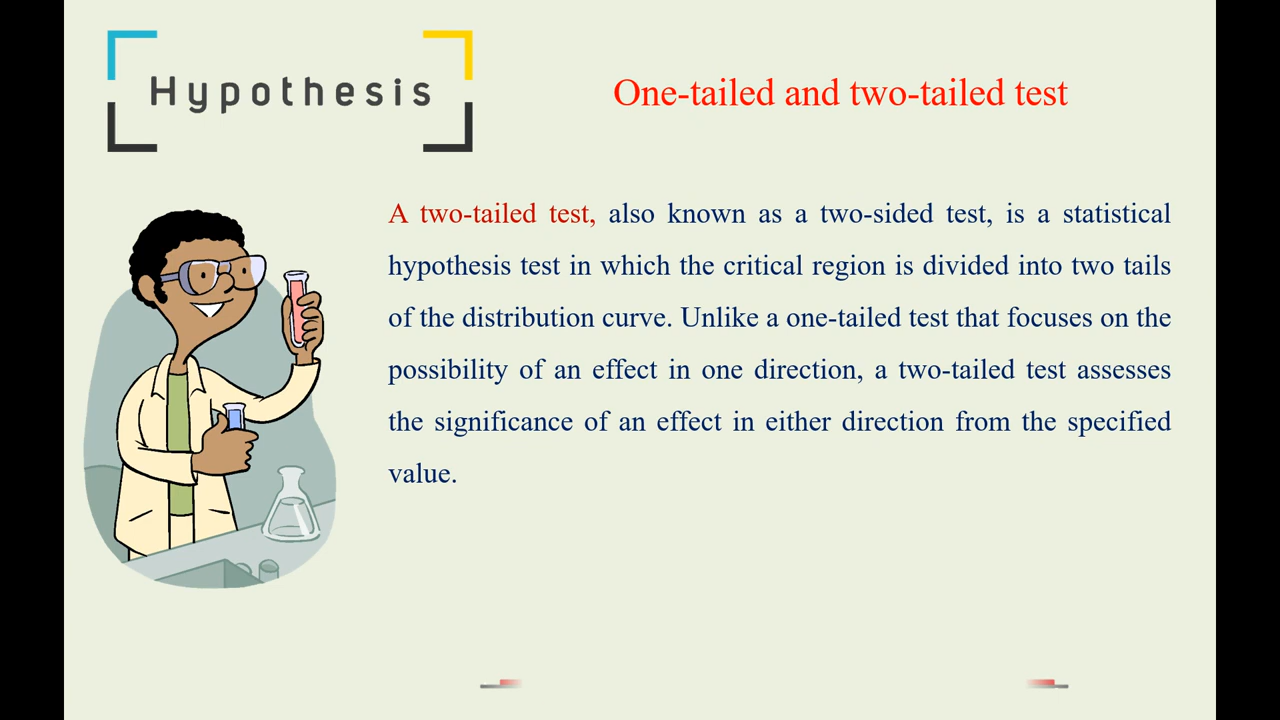 Hypothesis
One-tailed and two-tailed test
A two-tailed test, also known as a two-sided test, is a statistical
hypothesis test in which the critical region is divided into two tails
of the distribution curve. Unlike a one-tailed test that focuses on the
possibility of an effect in one direction, a two-tailed test assesses
the significance of an effect in either direction from the specified
value.